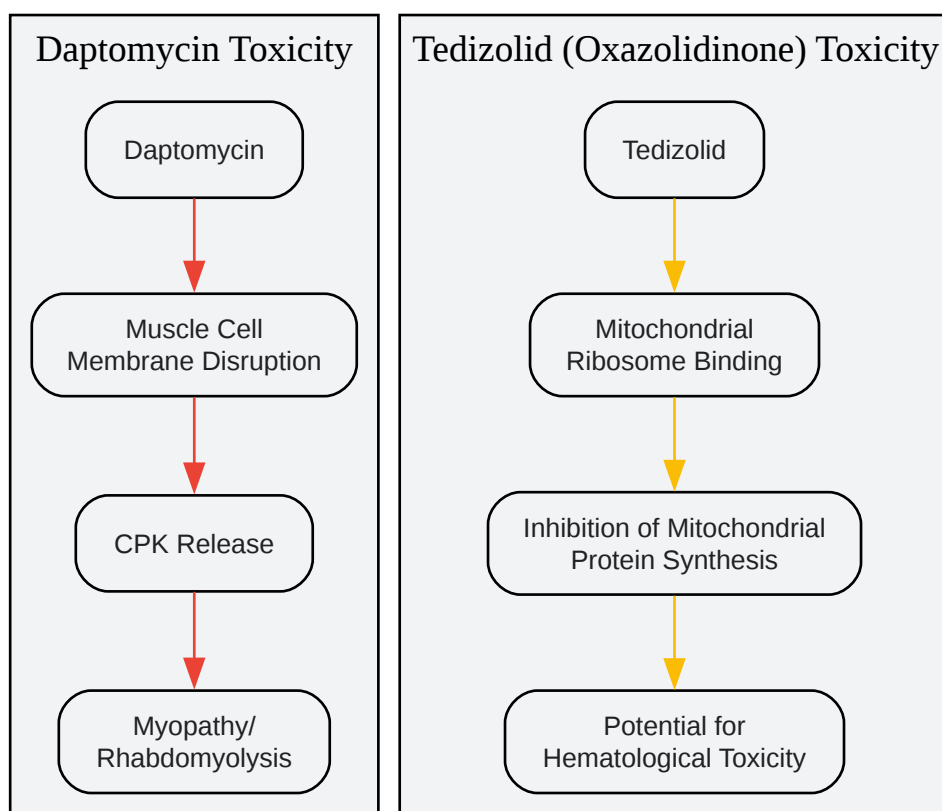 Daptomycin Toxicity
Daptomycin
Muscle Cell
Membrane Disruption
CPK Release
Myopathy/
Rhabdomyolysis
Tedizolid (Oxazolidinone) Toxicity
Tedizolid
Mitochondrial
Ribosome Binding
Inhibition of Mitochondrial
Protein Synthesis
Potential for
Hematological Toxicity